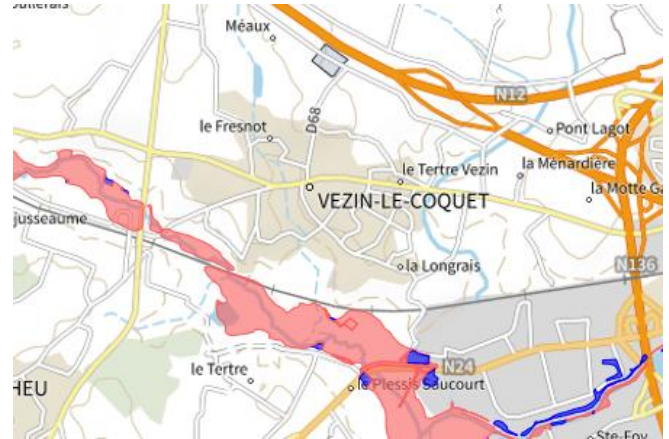 Méaux
N12
D68
le Fresnot
Pont Lagot
le Tertre Vezin
la Ménardière
la Motte Ga
VEZIN-LE-COQUET
jusseaume
la Longrais
N136
N24
le Tertre
le Plessis Saucourt
HEU
Ste-Foy